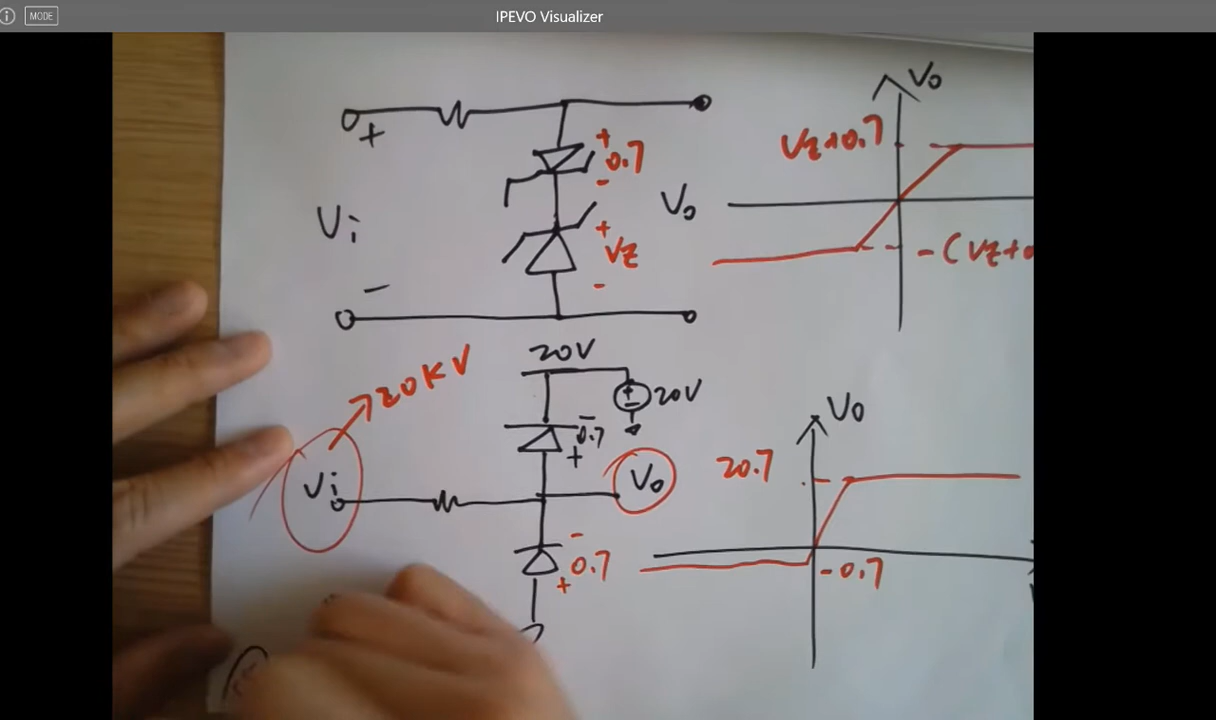 MODE
IPEVO Visualizer
+
Vi
-
+
0.7
-
+
Vz
-
Vo
Vo
Vz+0.7
-(Vz+
20V
+
-
20V
-
0.7
+
20KV
Vi
Vo
-
0.7
+
Vo
20.7
-0.7